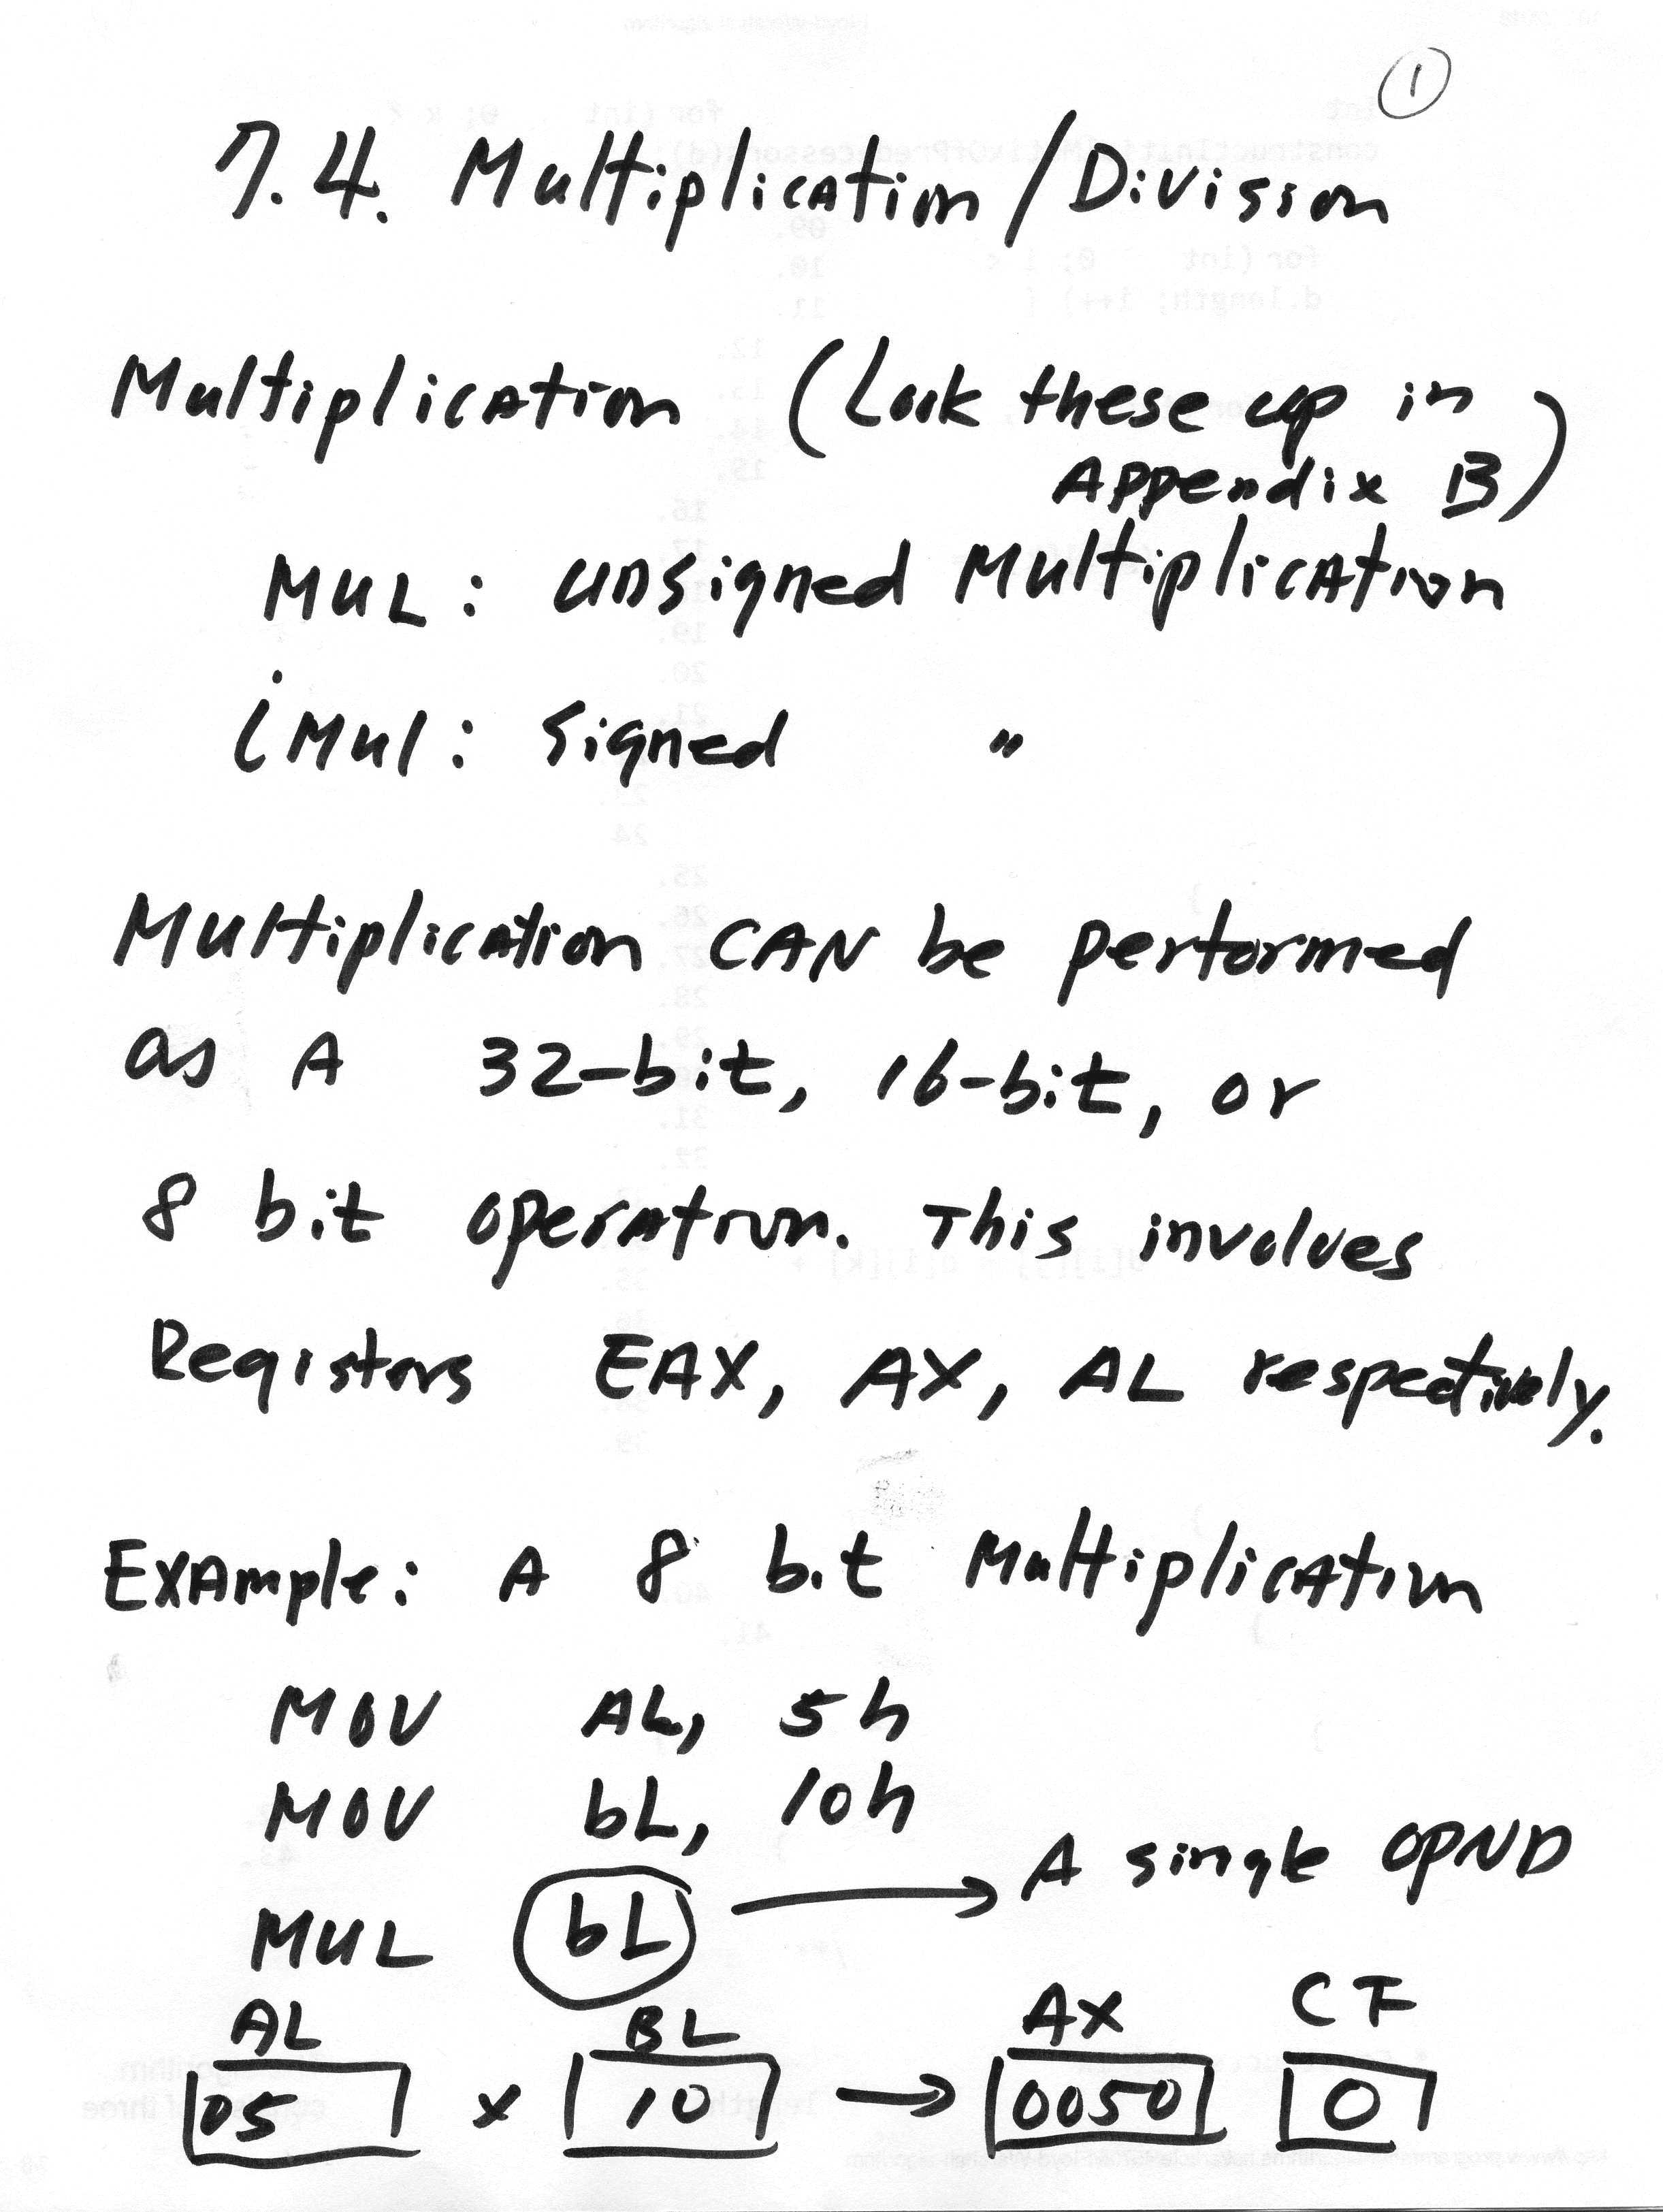 1
7.4. Multiplication/Division
Multiplication (Look these up in
Appendix B)
MUL: unsigned Multiplication
iMul: Signed "
Multiplication CAN be performed
as A 32-bit, 16-bit, or
8 bit operation. This involves
Registers EAX, AX, AL respectively.
Example: A 8 bit Multiplication
MOV AL, 5h
MOV bL, 10h
MUL bL → A single OPND
AL BL AX CF
05 x 10 → 0050 0